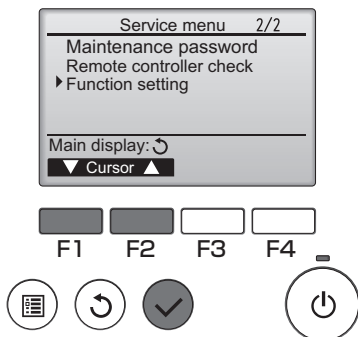 Service menu 2/2
Maintenance password
Remote controller check
Function setting
Main display:
Cursor
F1 F2 F3 F4